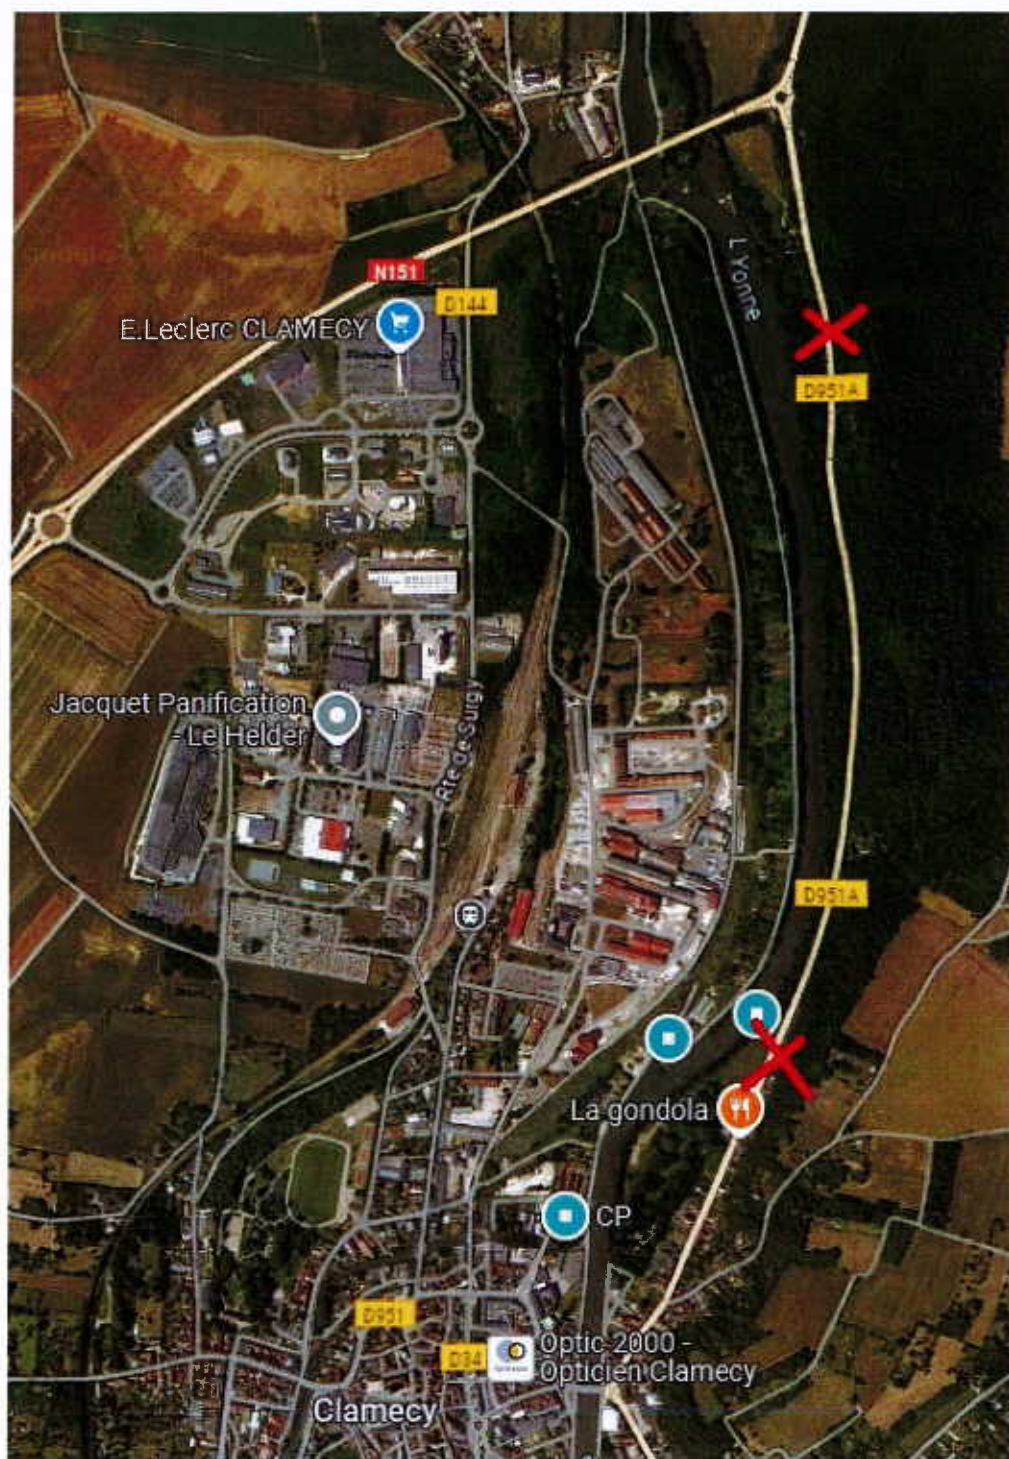 L'Yonne
N151
D144
E.Leclerc CLAMECY
D951A
Jacquet Panification
- Le Helder
Rte de Surgy
D951A
La gondola
CP
D951
D34
Optic 2000 -
Opticien Clamecy
Clamecy